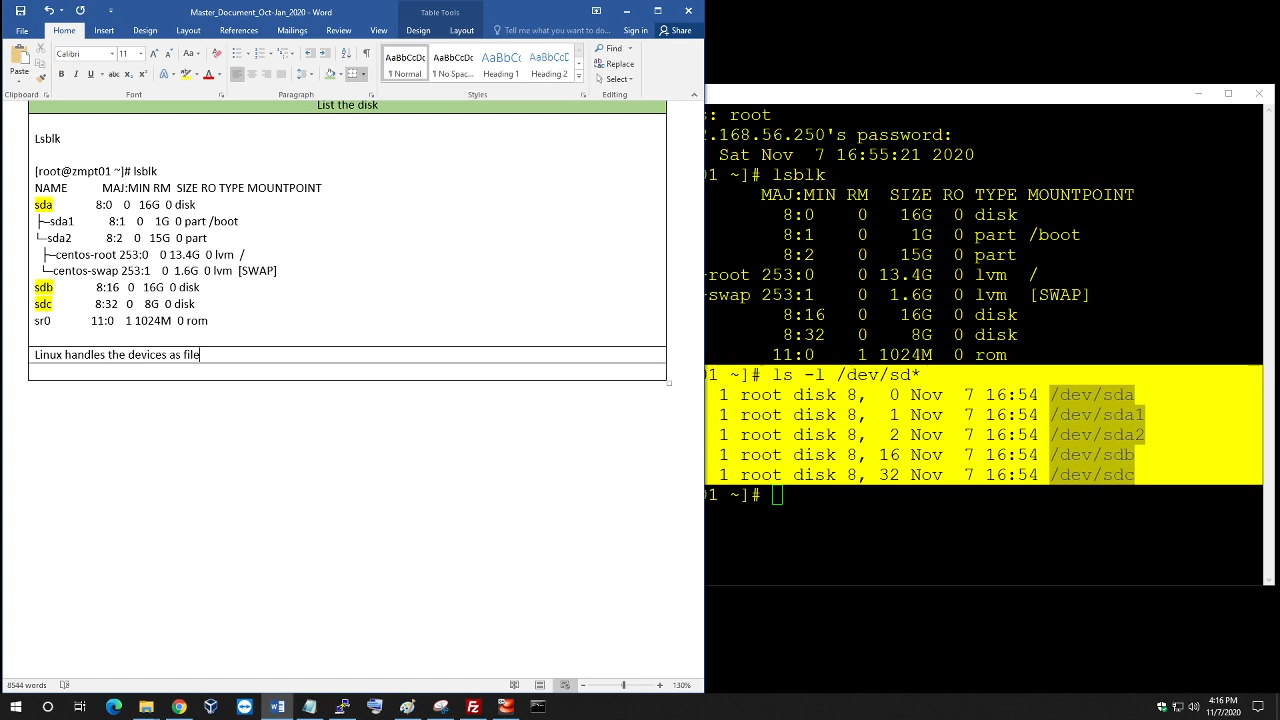 Master_Document_Oct-Jan_2020 - Word
Table Tools
File
Home
Insert
Design
Layout
References
Mailings
Review
View
Design
Layout
Tell me what you want to do...
Sign in
Share
Paste
Clipboard
Calibri
11
Font
Paragraph
AaBbCcDc
¶ Normal
AaBbCcDc
¶ No Spac...
AaBbCc
Heading 1
AaBbCcD
Heading 2
Styles
Find
Replace
Select
Editing
List the disk
Lsblk
[root@zmpt01 ~]# lsblk
NAME MAJ:MIN RM SIZE RO TYPE MOUNTPOINT
sda 8:0 0 16G 0 disk
├─sda1 8:1 0 1G 0 part /boot
└─sda2 8:2 0 15G 0 part
├─centos-root 253:0 0 13.4G 0 lvm /
└─centos-swap 253:1 0 1.6G 0 lvm [SWAP]
sdb 8:16 0 16G 0 disk
sdc 8:32 0 8G 0 disk
sr0 11:0 1 1024M 0 rom
Linux handles the devices as file
8544 words
130%
s: root
2.168.56.250's password:
Sat Nov 7 16:55:21 2020
01 ~]# lsblk
MAJ:MIN RM SIZE RO TYPE MOUNTPOINT
8:0 0 16G 0 disk
8:1 0 1G 0 part /boot
8:2 0 15G 0 part
-root 253:0 0 13.4G 0 lvm /
-swap 253:1 0 1.6G 0 lvm [SWAP]
8:16 0 16G 0 disk
8:32 0 8G 0 disk
11:0 1 1024M 0 rom
01 ~]# ls -l /dev/sd*
1 root disk 8, 0 Nov 7 16:54 /dev/sda
1 root disk 8, 1 Nov 7 16:54 /dev/sda1
1 root disk 8, 2 Nov 7 16:54 /dev/sda2
1 root disk 8, 16 Nov 7 16:54 /dev/sdb
1 root disk 8, 32 Nov 7 16:54 /dev/sdc
01 ~]#
4:16 PM
11/7/2020